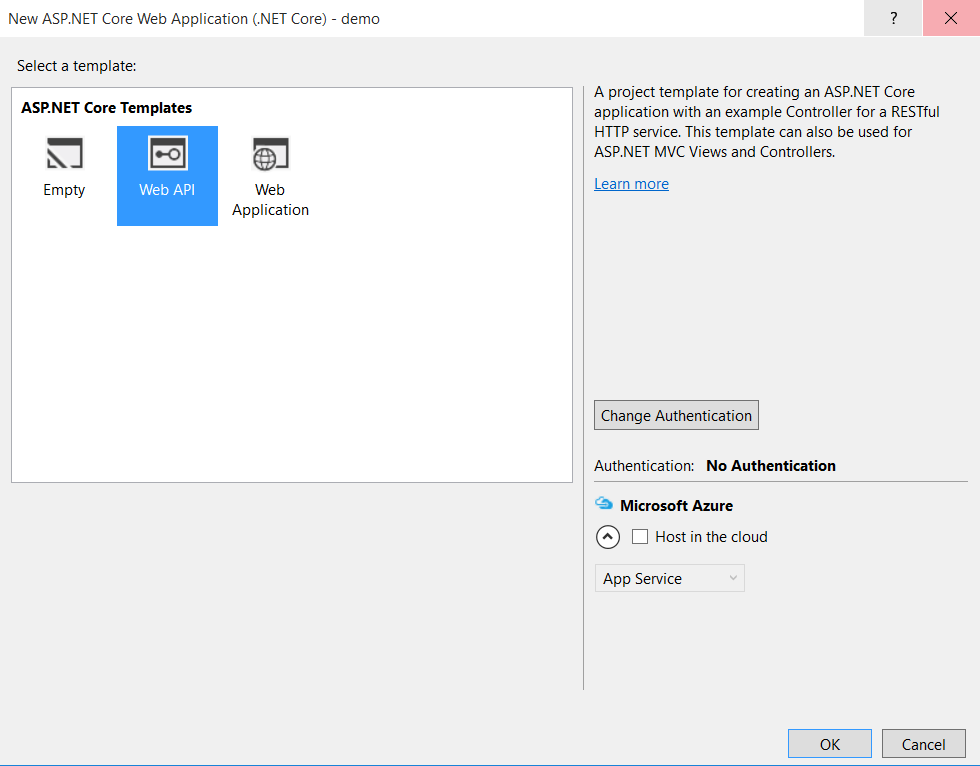 New ASP.NET Core Web Application (.NET Core) - demo
?
Select a template:
ASP.NET Core Templates
Empty
Web API
Web
Application
A project template for creating an ASP.NET Core
application with an example Controller for a RESTful
HTTP service. This template can also be used for
ASP.NET MVC Views and Controllers.
Learn more
Change Authentication
Authentication: No Authentication
Microsoft Azure
Host in the cloud
App Service
OK
Cancel